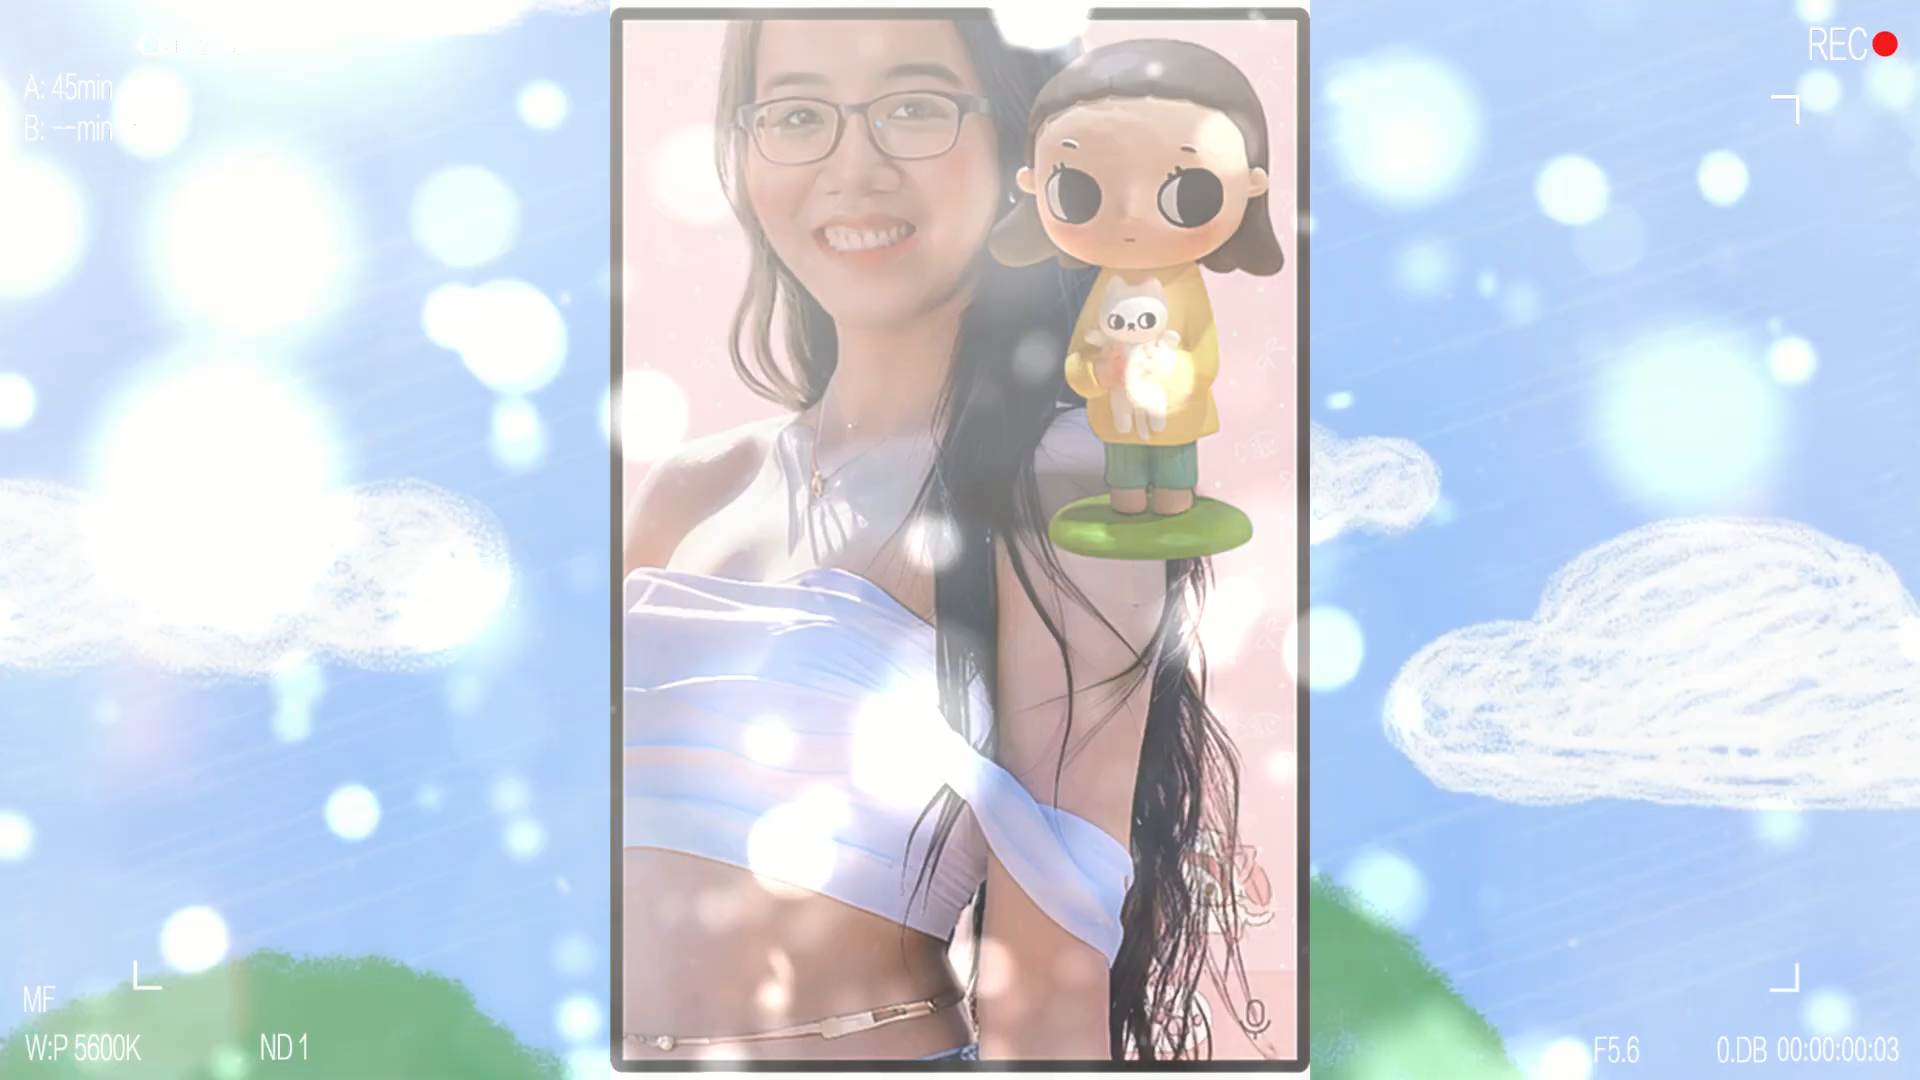 REC
A: 45min
B: --min
MF
W:P 5600K
ND 1
F5.6
0.DB 00:00:00:03